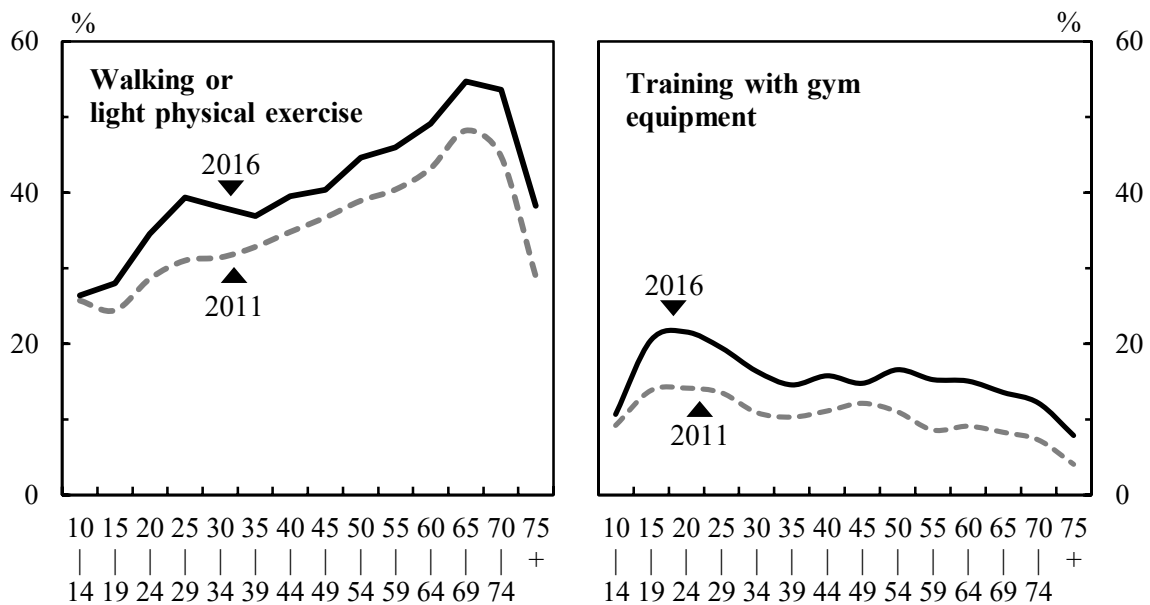 %
60
40
20
0
Walking or
light physical exercise
2016
2011
10 15 20 25 30 35 40 45 50 55 60 65 70 75
| | | | | | | | | | | | | +
14 19 24 29 34 39 44 49 54 59 64 69 74
%
60
40
20
0
Training with gym
equipment
2016
2011
10 15 20 25 30 35 40 45 50 55 60 65 70 75
| | | | | | | | | | | | | +
14 19 24 29 34 39 44 49 54 59 64 69 74